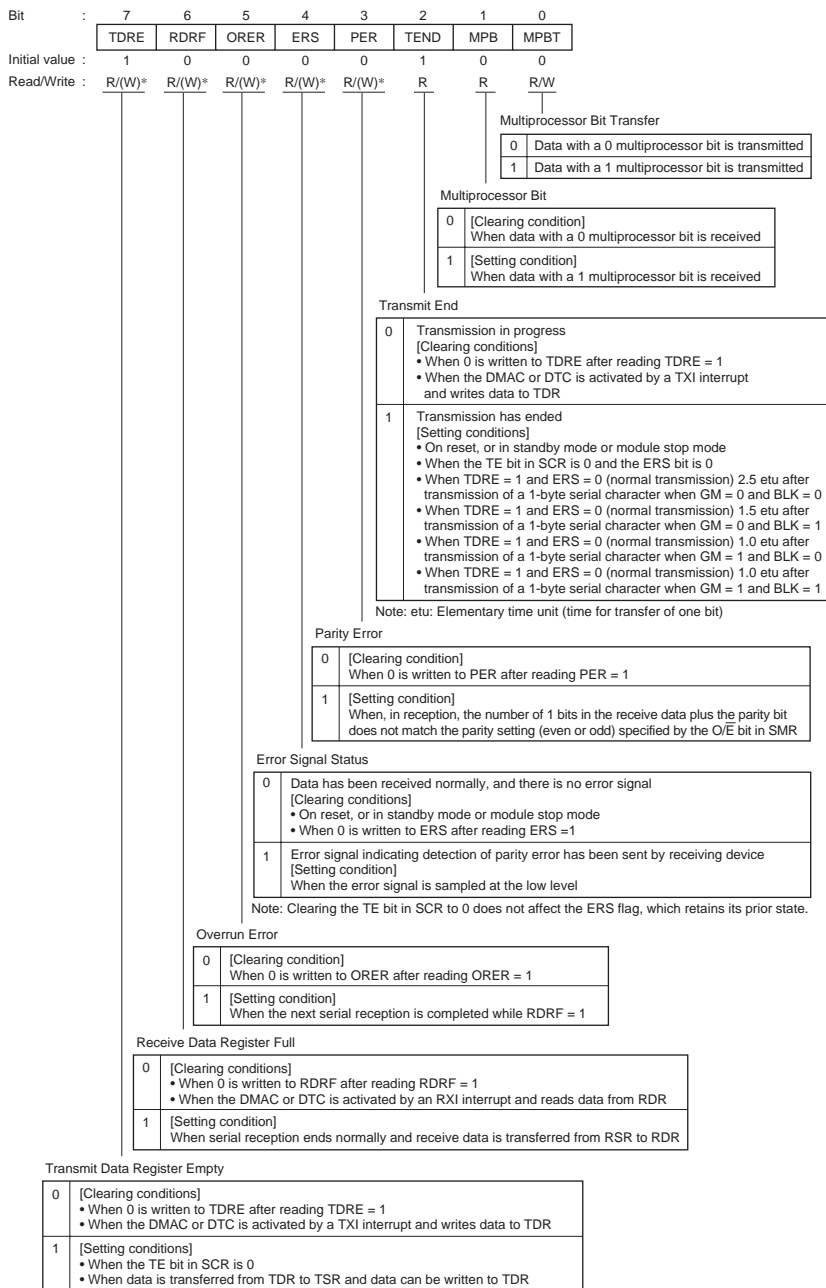 Bit : 7 6 5 4 3 2 1 0
TDRE RDRF ORER ERS PER TEND MPB MPBT
Initial value : 1 0 0 0 0 1 0 0
Read/Write : R/(W)* R/(W)* R/(W)* R/(W)* R/(W)* R R R/W
Multiprocessor Bit Transfer
0 Data with a 0 multiprocessor bit is transmitted
1 Data with a 1 multiprocessor bit is transmitted
Multiprocessor Bit
0 [Clearing condition]
When data with a 0 multiprocessor bit is received
1 [Setting condition]
When data with a 1 multiprocessor bit is received
Transmit End
0 Transmission in progress
[Clearing conditions]
• When 0 is written to TDRE after reading TDRE = 1
• When the DMAC or DTC is activated by a TXI interrupt
and writes data to TDR
1 Transmission has ended
[Setting conditions]
• On reset, or in standby mode or module stop mode
• When the TE bit in SCR is 0 and the ERS bit is 0
• When TDRE = 1 and ERS = 0 (normal transmission) 2.5 etu after
transmission of a 1-byte serial character when GM = 0 and BLK = 0
• When TDRE = 1 and ERS = 0 (normal transmission) 1.5 etu after
transmission of a 1-byte serial character when GM = 0 and BLK = 1
• When TDRE = 1 and ERS = 0 (normal transmission) 1.0 etu after
transmission of a 1-byte serial character when GM = 1 and BLK = 0
• When TDRE = 1 and ERS = 0 (normal transmission) 1.0 etu after
transmission of a 1-byte serial character when GM = 1 and BLK = 1
Note: etu: Elementary time unit (time for transfer of one bit)
Parity Error
0 [Clearing condition]
When 0 is written to PER after reading PER = 1
1 [Setting condition]
When, in reception, the number of 1 bits in the receive data plus the parity bit
does not match the parity setting (even or odd) specified by the O/E̅ bit in SMR
Error Signal Status
0 Data has been received normally, and there is no error signal
[Clearing conditions]
• On reset, or in standby mode or module stop mode
• When 0 is written to ERS after reading ERS =1
1 Error signal indicating detection of parity error has been sent by receiving device
[Setting condition]
When the error signal is sampled at the low level
Note: Clearing the TE bit in SCR to 0 does not affect the ERS flag, which retains its prior state.
Overrun Error
0 [Clearing condition]
When 0 is written to ORER after reading ORER = 1
1 [Setting condition]
When the next serial reception is completed while RDRF = 1
Receive Data Register Full
0 [Clearing conditions]
• When 0 is written to RDRF after reading RDRF = 1
• When the DMAC or DTC is activated by an RXI interrupt and reads data from RDR
1 [Setting condition]
When serial reception ends normally and receive data is transferred from RSR to RDR
Transmit Data Register Empty
0 [Clearing conditions]
• When 0 is written to TDRE after reading TDRE = 1
• When the DMAC or DTC is activated by a TXI interrupt and writes data to TDR
1 [Setting conditions]
• When the TE bit in SCR is 0
• When data is transferred from TDR to TSR and data can be written to TDR